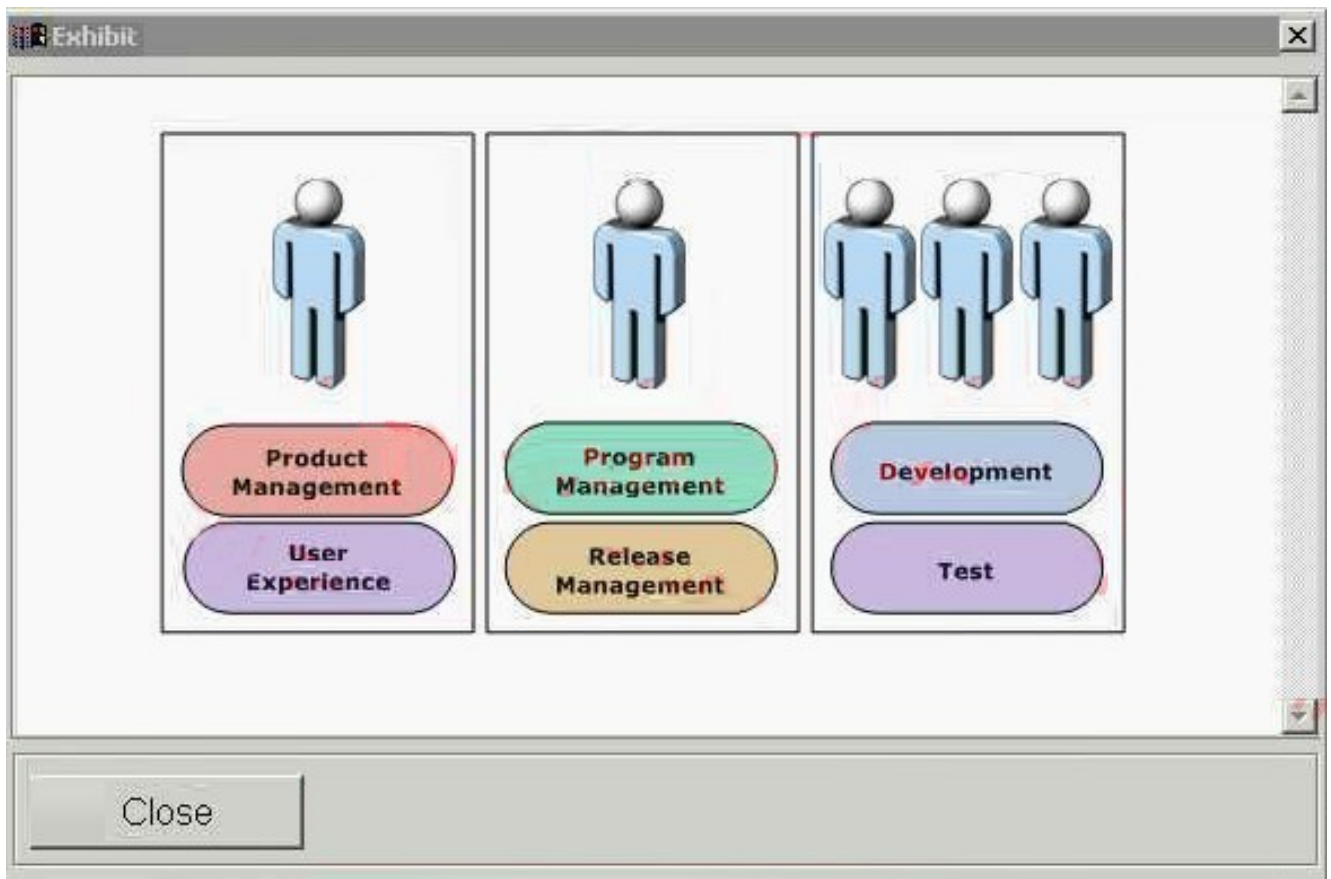 Exhibit
Product
Management
User
Experience
Program
Management
Release
Management
Development
Test
Close